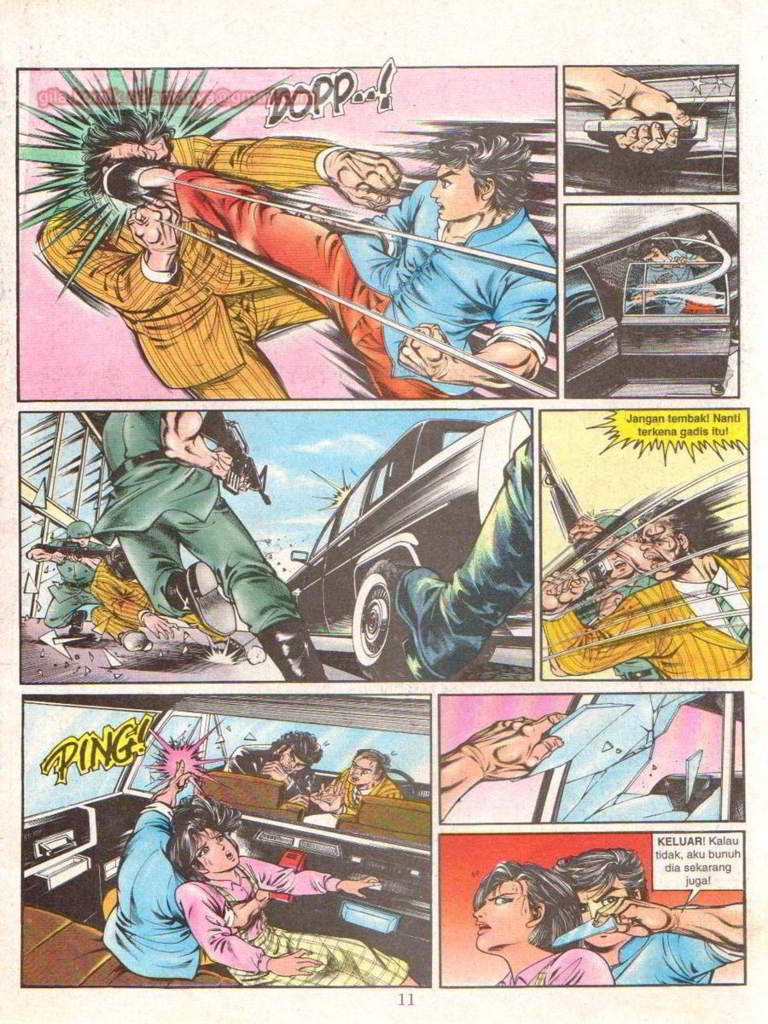 DOPP...!
Jangan tembak! Nanti
terkena gadis itu!
PING!
KELUAR! Kalau
tidak, aku bunuh
dia sekarang
juga!
11